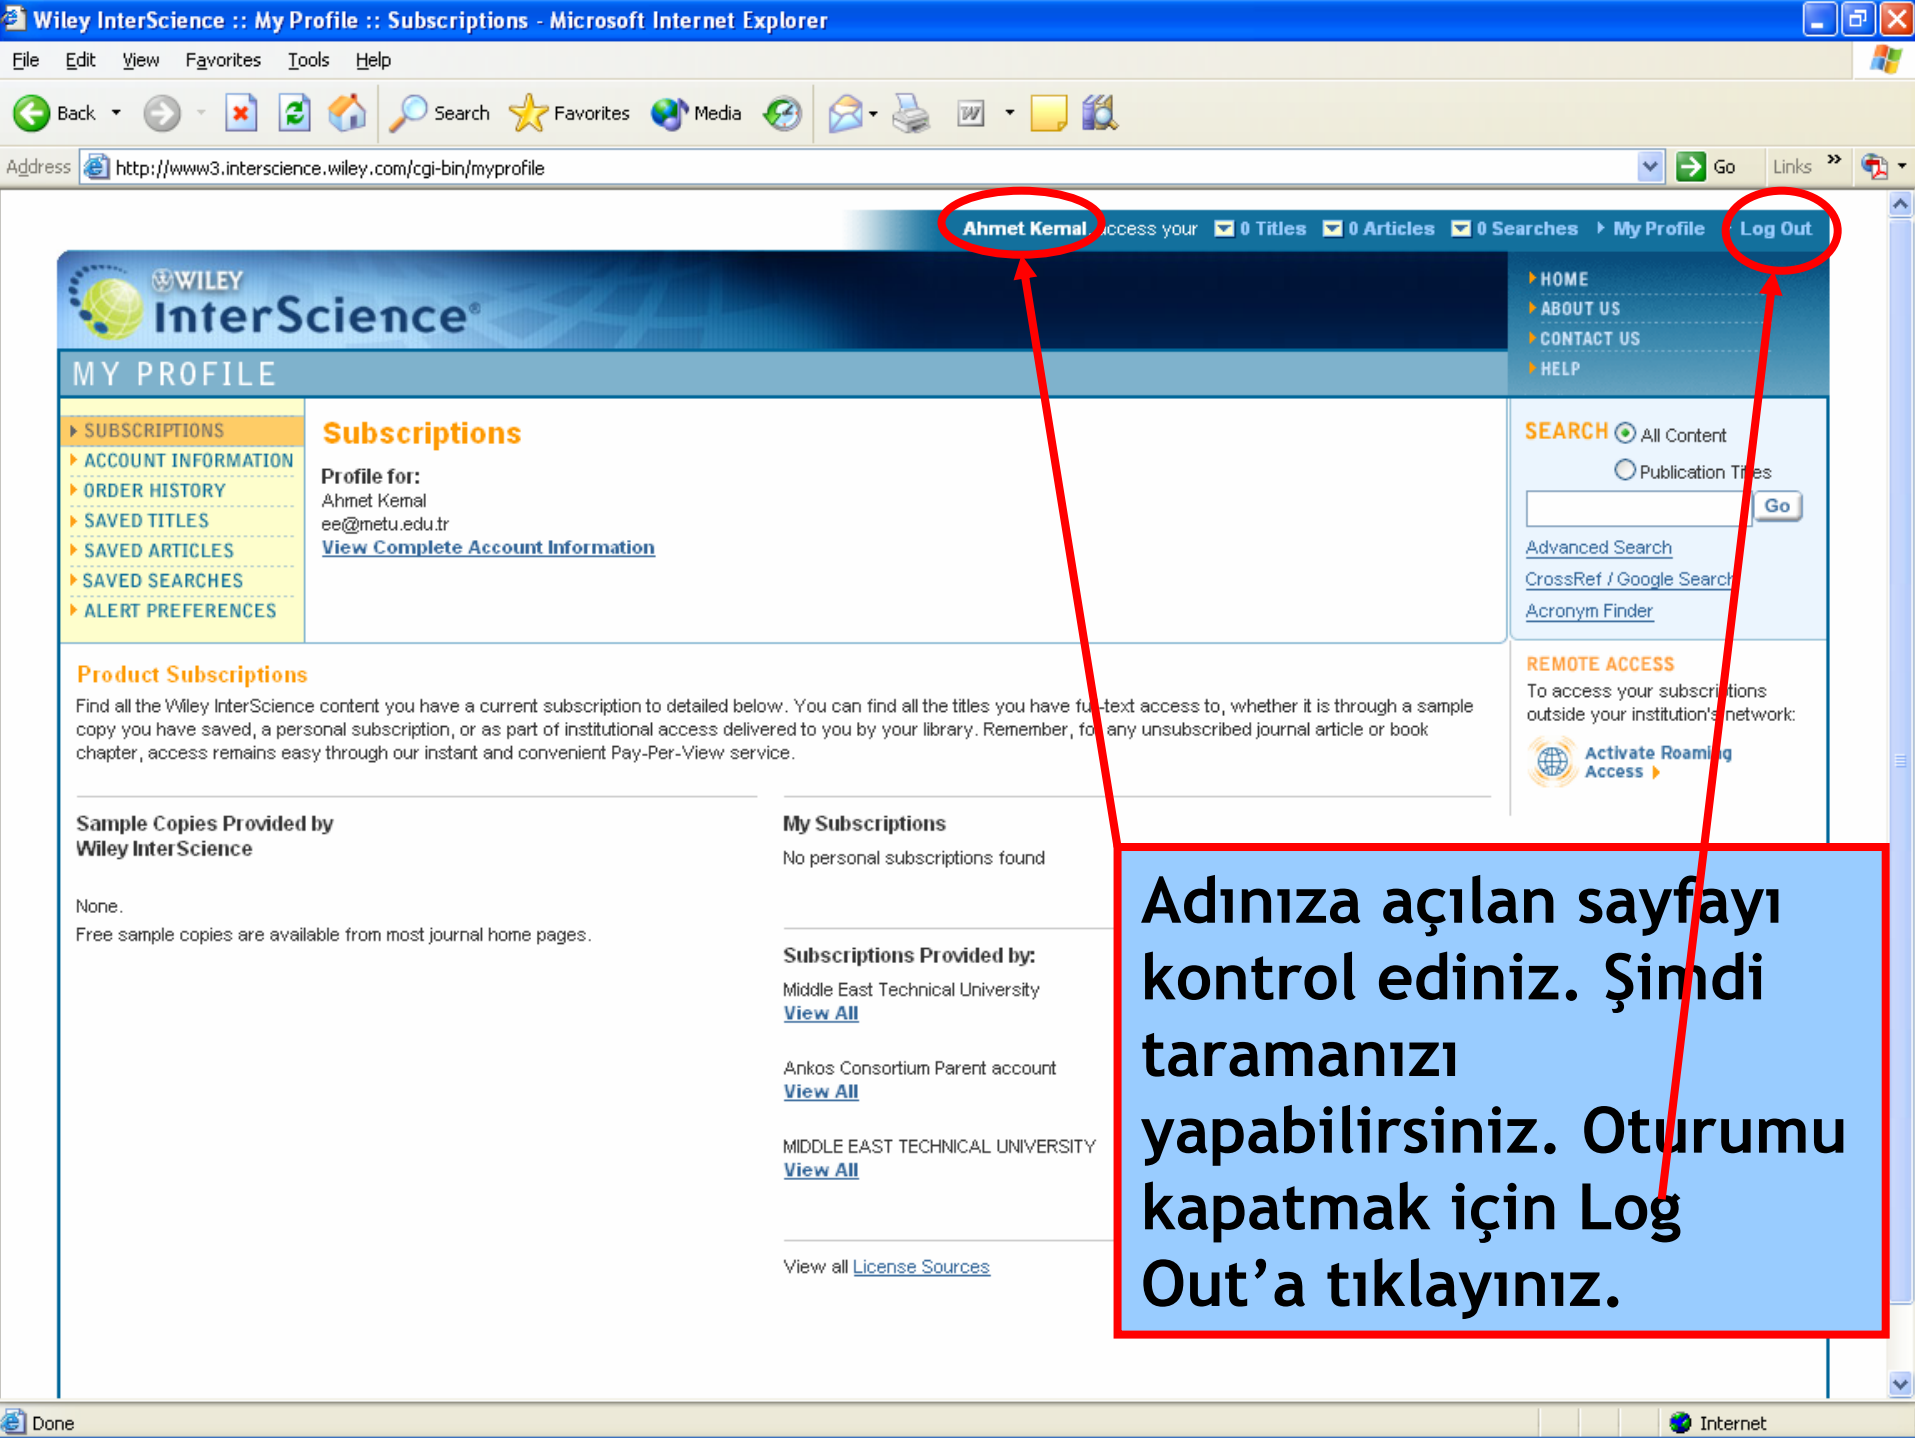 Wiley InterScience :: My Profile :: Subscriptions - Microsoft Internet Explorer
File Edit View Favorites Tools Help
Back Search Favorites Media
Address http://www3.interscience.wiley.com/cgi-bin/myprofile Go Links »
Ahmet Kemal, access your 0 Titles 0 Articles 0 Searches My Profile Log Out
®WILEY
InterScience®
HOME
ABOUT US
CONTACT US
HELP
MY PROFILE
SUBSCRIPTIONS
ACCOUNT INFORMATION
ORDER HISTORY
SAVED TITLES
SAVED ARTICLES
SAVED SEARCHES
ALERT PREFERENCES
Subscriptions
Profile for:
Ahmet Kemal
ee@metu.edu.tr
View Complete Account Information
SEARCH All Content
Publication Titles
Go
Advanced Search
CrossRef / Google Search
Acronym Finder
Product Subscriptions
Find all the Wiley InterScience content you have a current subscription to detailed below. You can find all the titles you have full-text access to, whether it is through a sample
copy you have saved, a personal subscription, or as part of institutional access delivered to you by your library. Remember, for any unsubscribed journal article or book
chapter, access remains easy through our instant and convenient Pay-Per-View service.
REMOTE ACCESS
To access your subscriptions
outside your institution's network:
Activate Roaming
Access
Sample Copies Provided by
Wiley InterScience
None.
Free sample copies are available from most journal home pages.
My Subscriptions
No personal subscriptions found
Subscriptions Provided by:
Middle East Technical University
View All
Ankos Consortium Parent account
View All
MIDDLE EAST TECHNICAL UNIVERSITY
View All
View all License Sources
Adınıza açılan sayfayı
kontrol ediniz. Şimdi
taramanızı
yapabilirsiniz. Oturumu
kapatmak için Log
Out’a tıklayınız.
Done Internet